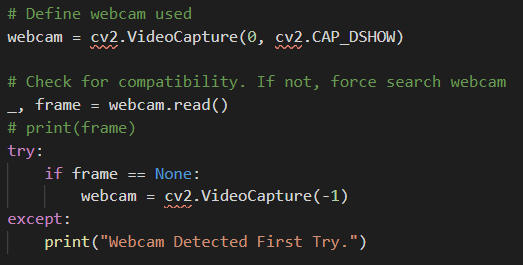 # Define webcam used
webcam = cv2.VideoCapture(0, cv2.CAP_DSHOW)
# Check for compatibility. If not, force search webcam
_, frame = webcam.read()
# print(frame)
try:
    if frame == None:
        webcam = cv2.VideoCapture(-1)
except:
    print("Webcam Detected First Try.")